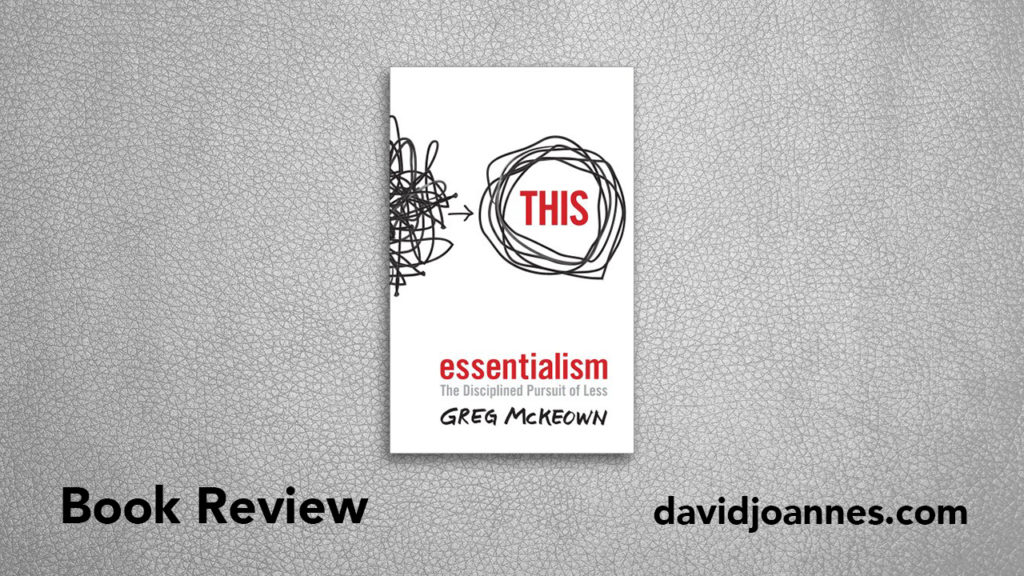 THIS
essentialism
The Disciplined Pursuit of Less
GREG MCKEOWN
Book Review
davidjoannes.com